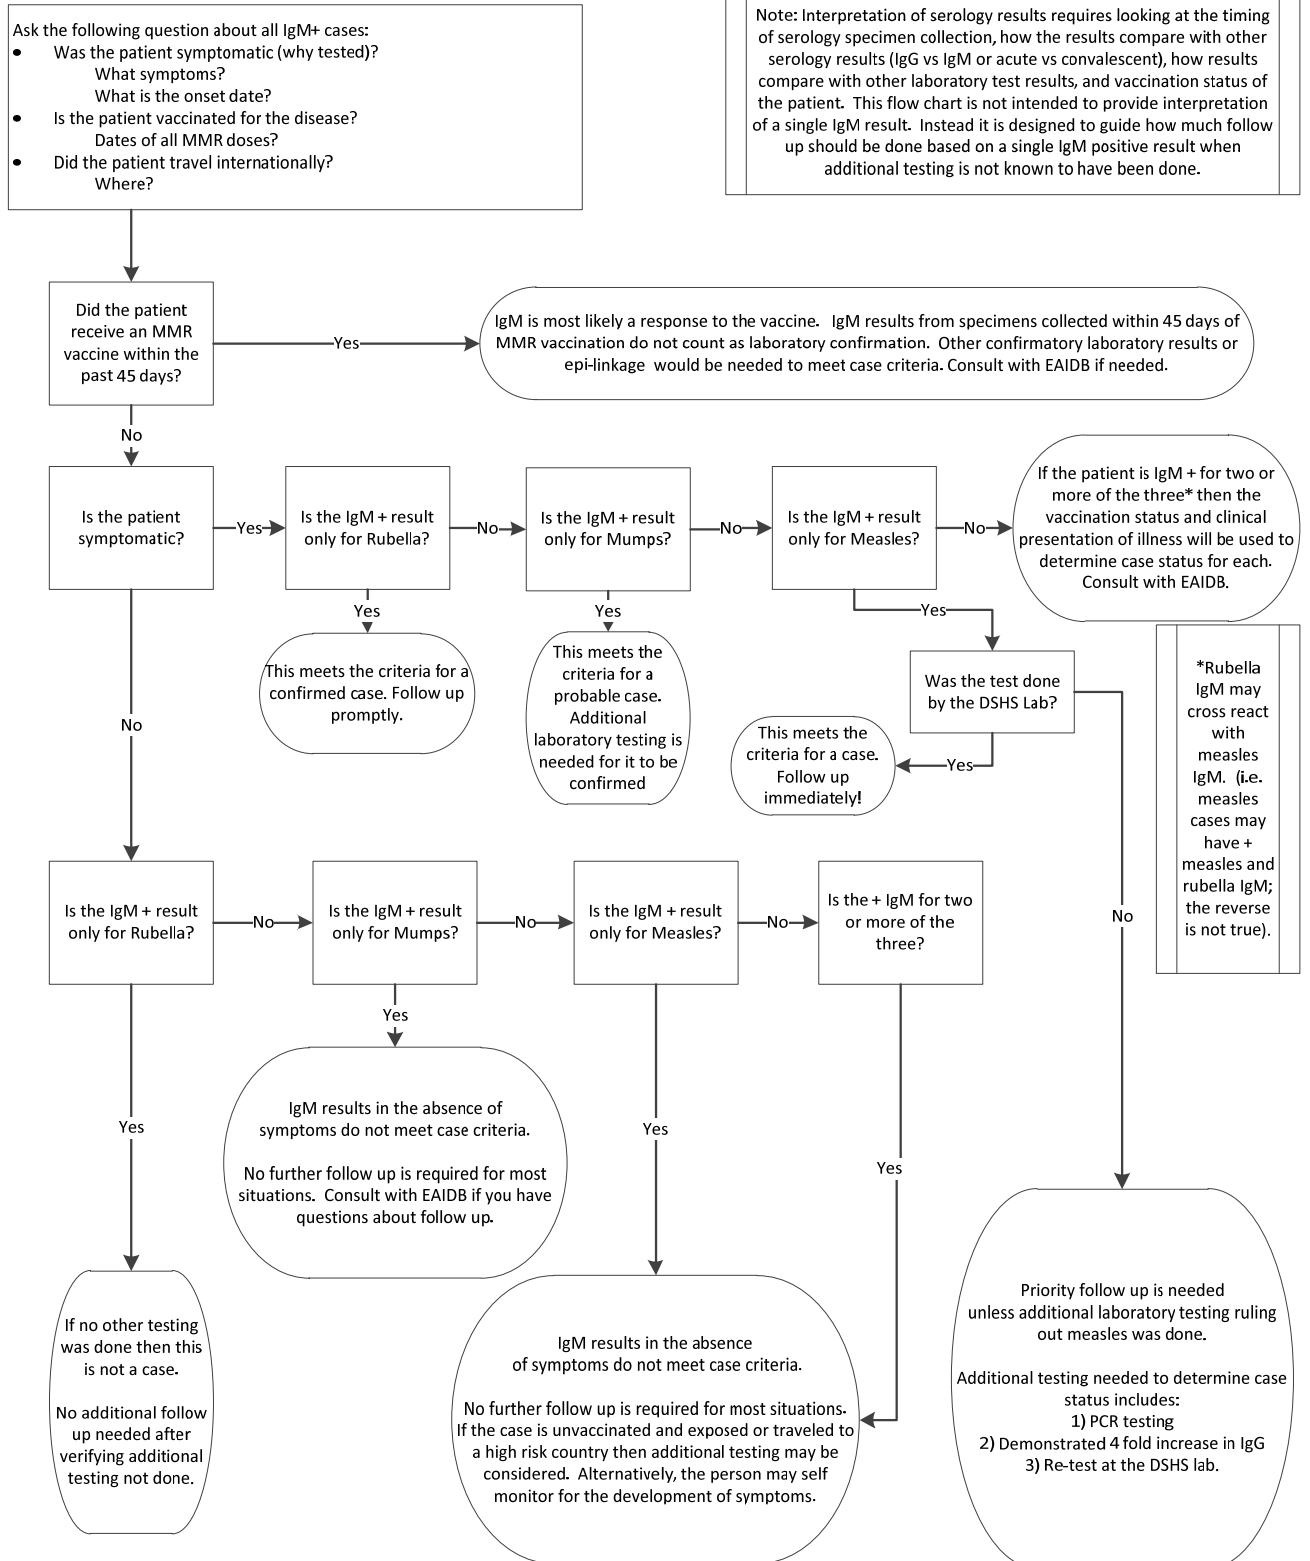 Ask the following question about all IgM+ cases:
• Was the patient symptomatic (why tested)?
What symptoms?
What is the onset date?
• Is the patient vaccinated for the disease?
Dates of all MMR doses?
• Did the patient travel internationally?
Where?
Note: Interpretation of serology results requires looking at the timing
of serology specimen collection, how the results compare with other
serology results (IgG vs IgM or acute vs convalescent), how results
compare with other laboratory test results, and vaccination status of
the patient. This flow chart is not intended to provide interpretation
of a single IgM result. Instead it is designed to guide how much follow
up should be done based on a single IgM positive result when
additional testing is not known to have been done.
Did the patient
receive an MMR
vaccine within the
past 45 days?
Yes
IgM is most likely a response to the vaccine. IgM results from specimens collected within 45 days of
MMR vaccination do not count as laboratory confirmation. Other confirmatory laboratory results or
epi-linkage would be needed to meet case criteria. Consult with EAIDB if needed.
No
Is the patient
symptomatic?
Yes
Is the IgM + result
only for Rubella?
No
Is the IgM + result
only for Mumps?
No
Is the IgM + result
only for Measles?
No
If the patient is IgM + for two or
more of the three* then the
vaccination status and clinical
presentation of illness will be used to
determine case status for each.
Consult with EAIDB.
Yes
This meets the criteria for a
confirmed case. Follow up
promptly.
Yes
This meets the
criteria for a
probable case.
Additional
laboratory testing is
needed for it to be
confirmed
Yes
Was the test done
by the DSHS Lab?
Yes
This meets the
criteria for a case.
Follow up
immediately!
*Rubella
IgM may
cross react
with
measles
IgM. (i.e.
measles
cases may
have +
measles and
rubella IgM;
the reverse
is not true).
No
No
Is the IgM + result
only for Rubella?
No
Is the IgM + result
only for Mumps?
No
Is the IgM + result
only for Measles?
No
Is the + IgM for two
or more of the
three?
Yes
If no other testing
was done then this
is not a case.
No additional follow
up needed after
verifying additional
testing not done.
Yes
IgM results in the absence of
symptoms do not meet case criteria.
No further follow up is required for most
situations. Consult with EAIDB if you have
questions about follow up.
Yes
Yes
IgM results in the absence
of symptoms do not meet case criteria.
No further follow up is required for most situations.
If the case is unvaccinated and exposed or traveled to
a high risk country then additional testing may be
considered. Alternatively, the person may self
monitor for the development of symptoms.
Priority follow up is needed
unless additional laboratory testing ruling
out measles was done.
Additional testing needed to determine case
status includes:
1) PCR testing
2) Demonstrated 4 fold increase in IgG
3) Re-test at the DSHS lab.